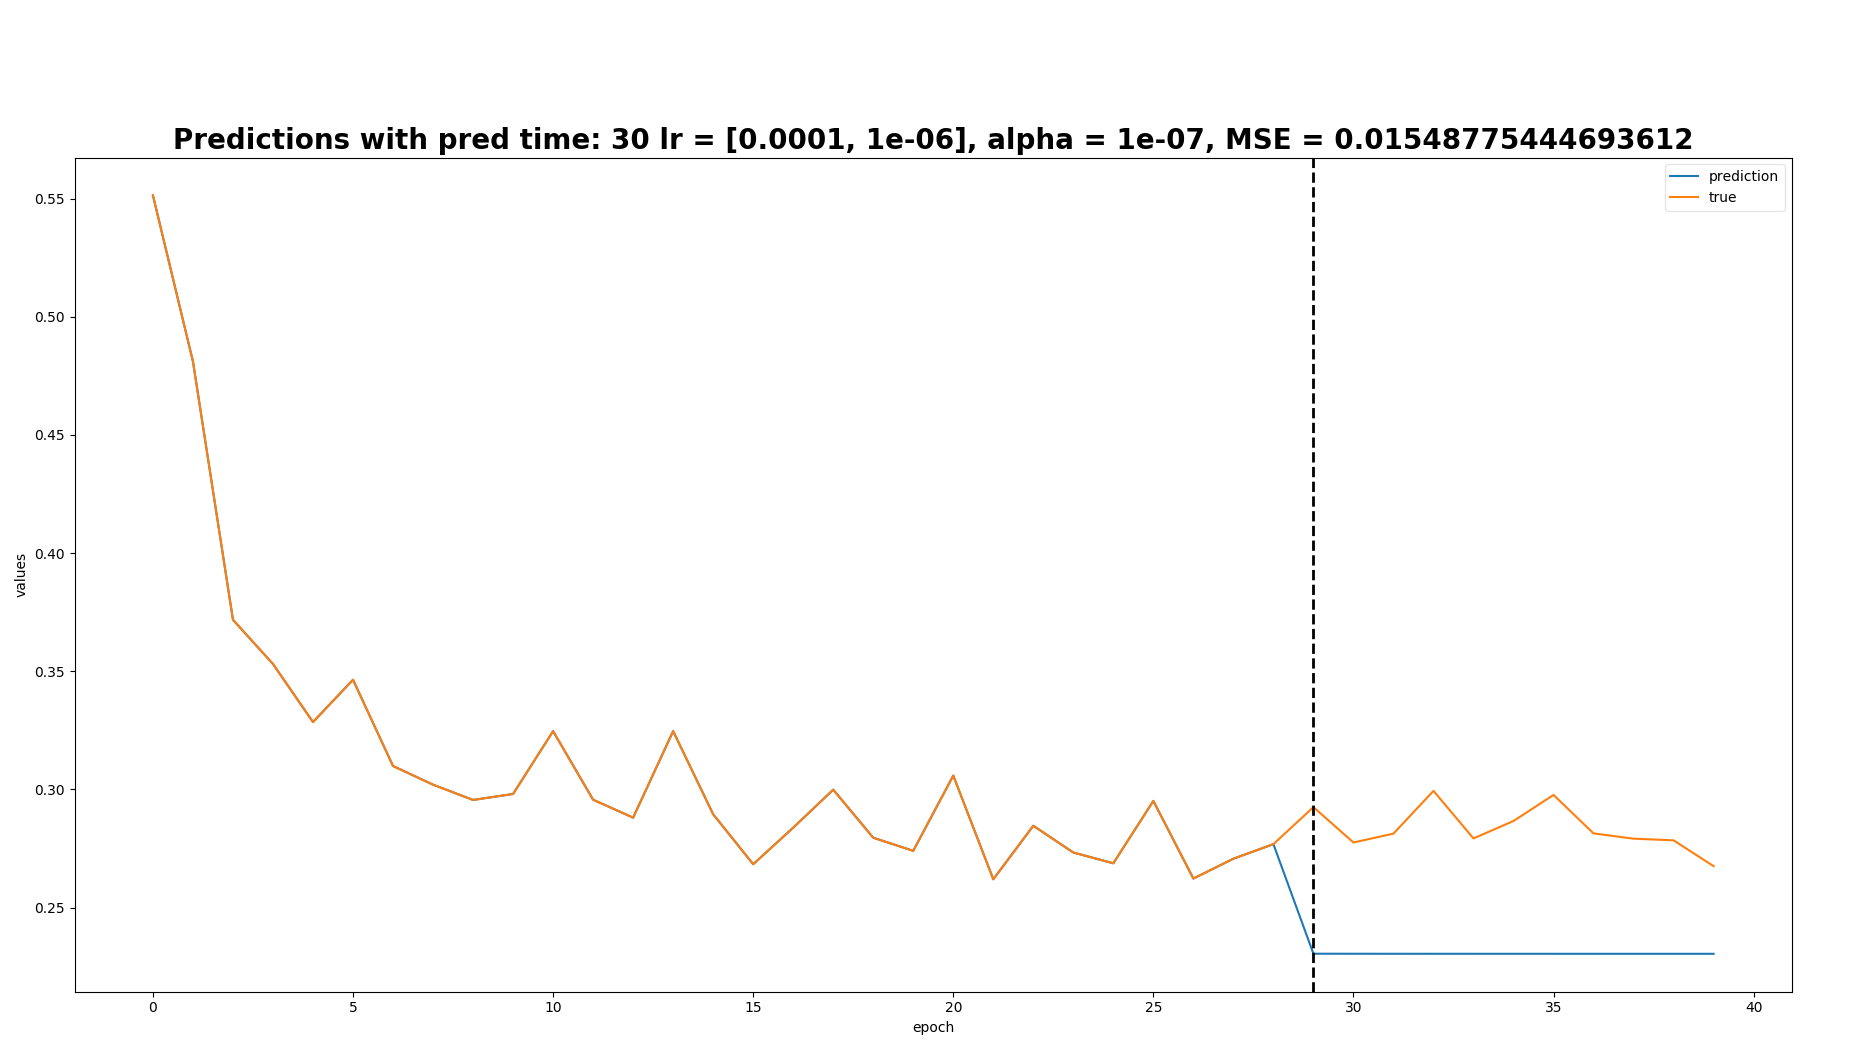 Predictions with pred time: 30 lr = [0.0001, 1e-06], alpha = 1e-07, MSE = 0.01548775444693612
prediction
true
0.55
0.50
0.45
0.40
0.35
0.30
0.25
values
0 5 10 15 20 25 30 35 40
epoch